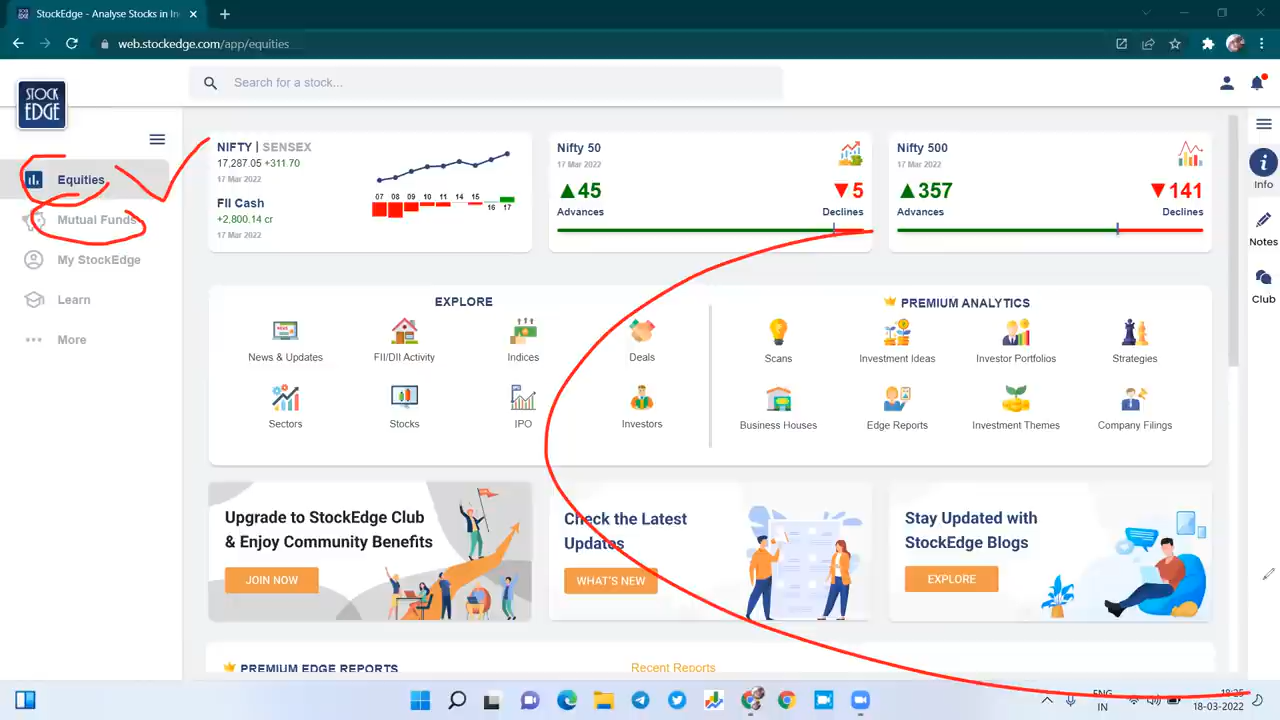 StockEdge - Analyse Stocks in In
web.stockedge.com/app/equities
STOCK
EDGE
Search for a stock...
Equities
Mutual Funds
My StockEdge
Learn
More
NIFTY | SENSEX
17,287.05 +311.70
17 Mar 2022
FII Cash
+2,800.14 cr
17 Mar 2022
07 08 09 10 11 14 15 16 17
Nifty 50
17 Mar 2022
45
5
Advances
Declines
Nifty 500
17 Mar 2022
357
141
Advances
Declines
EXPLORE
News & Updates
FII/DII Activity
Indices
Deals
Sectors
Stocks
IPO
Investors
PREMIUM ANALYTICS
Scans
Investment Ideas
Investor Portfolios
Strategies
Business Houses
Edge Reports
Investment Themes
Company Filings
Upgrade to StockEdge Club
& Enjoy Community Benefits
JOIN NOW
Check the Latest
Updates
WHAT'S NEW
Stay Updated with
StockEdge Blogs
EXPLORE
PREMIUM EDGE REPORTS
Recent Reports
Info
Notes
Club
ENG
IN
18:25
18-03-2022